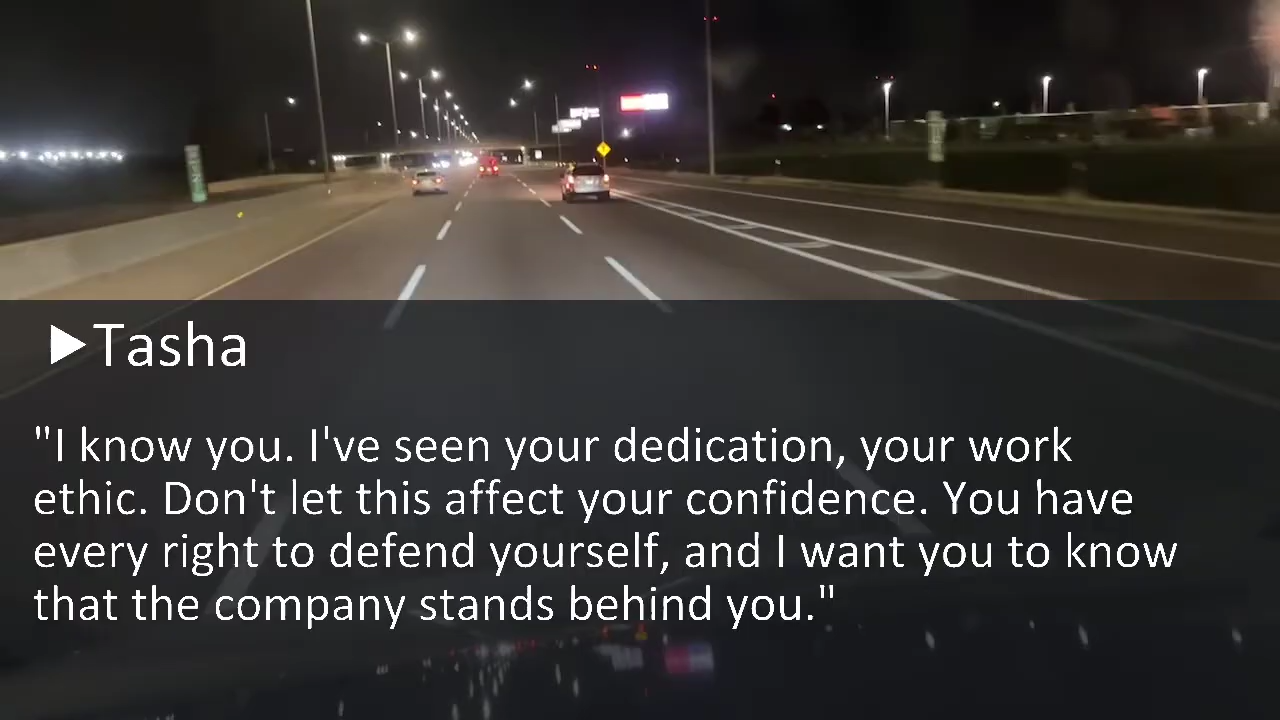 ▶Tasha
"I know you. I've seen your dedication, your work
ethic. Don't let this affect your confidence. You have
every right to defend yourself, and I want you to know
that the company stands behind you."